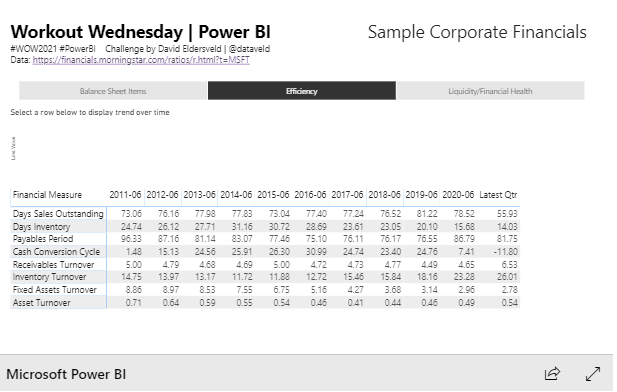 Workout Wednesday | Power BI
Sample Corporate Financials
#WOW2021 #PowerBI Challenge by David Eldersveld | @dataveld
Data: https://financials.morningstar.com/ratios/r.html?t=MSFT
Balance Sheet Items Efficiency Liquidity/Financial Health
Select a row below to display trend over time
Line Value
Financial Measure 2011-06 2012-06 2013-06 2014-06 2015-06 2016-06 2017-06 2018-06 2019-06 2020-06 Latest Qtr
Days Sales Outstanding 73.06 76.16 77.98 77.83 73.04 77.40 77.24 76.52 81.22 78.52 55.93
Days Inventory 24.74 26.12 27.71 31.16 30.72 28.69 23.61 23.05 20.10 15.68 14.03
Payables Period 96.33 87.16 81.14 83.07 77.46 75.10 76.11 76.17 76.55 86.79 81.75
Cash Conversion Cycle 1.48 15.13 24.56 25.91 26.30 30.99 24.74 23.40 24.76 7.41 -11.80
Receivables Turnover 5.00 4.79 4.68 4.69 5.00 4.72 4.73 4.77 4.49 4.65 6.53
Inventory Turnover 14.75 13.97 13.17 11.72 11.88 12.72 15.46 15.84 18.16 23.28 26.01
Fixed Assets Turnover 8.86 8.97 8.53 7.55 6.75 5.16 4.27 3.68 3.14 2.96 2.78
Asset Turnover 0.71 0.64 0.59 0.55 0.54 0.46 0.41 0.44 0.46 0.49 0.54
Microsoft Power BI